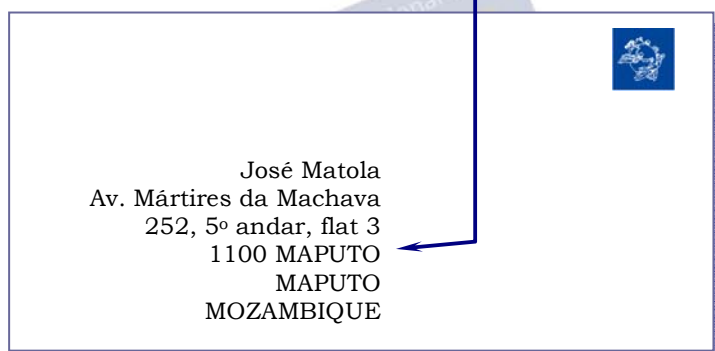 José Matola
Av. Mártires da Machava
252, 5º andar, flat 3
1100 MAPUTO
MAPUTO
MOZAMBIQUE